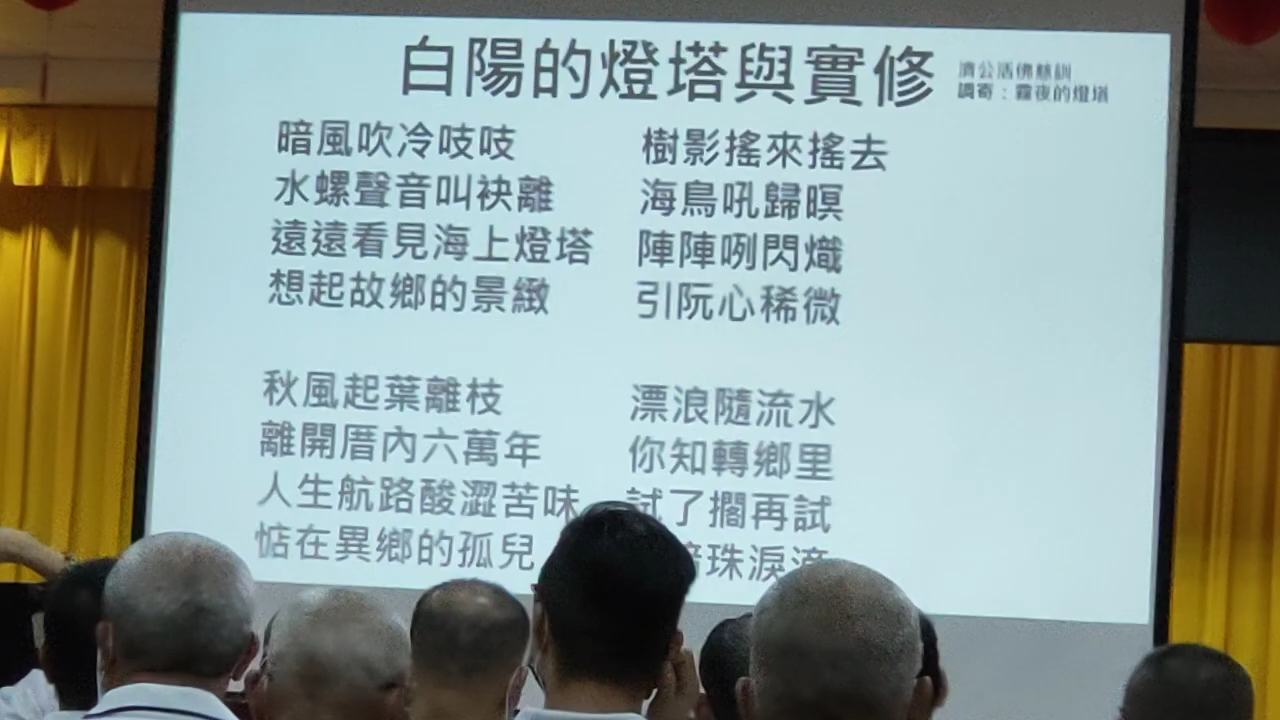 白陽的燈塔與實修
濟公活佛慈訓
調寄：霧夜的燈塔
暗風吹冷吱吱 樹影搖來搖去
水螺聲音叫袂離 海鳥吼歸暝
遠遠看見海上燈塔 陣陣咧閃熾
想起故鄉的景緻 引阮心稀微
秋風起葉離枝 漂浪隨流水
離開厝內六萬年 你知轉鄉里
人生航路酸澀苦味 試了擱再試
惦在異鄉的孤兒 珠淚滴